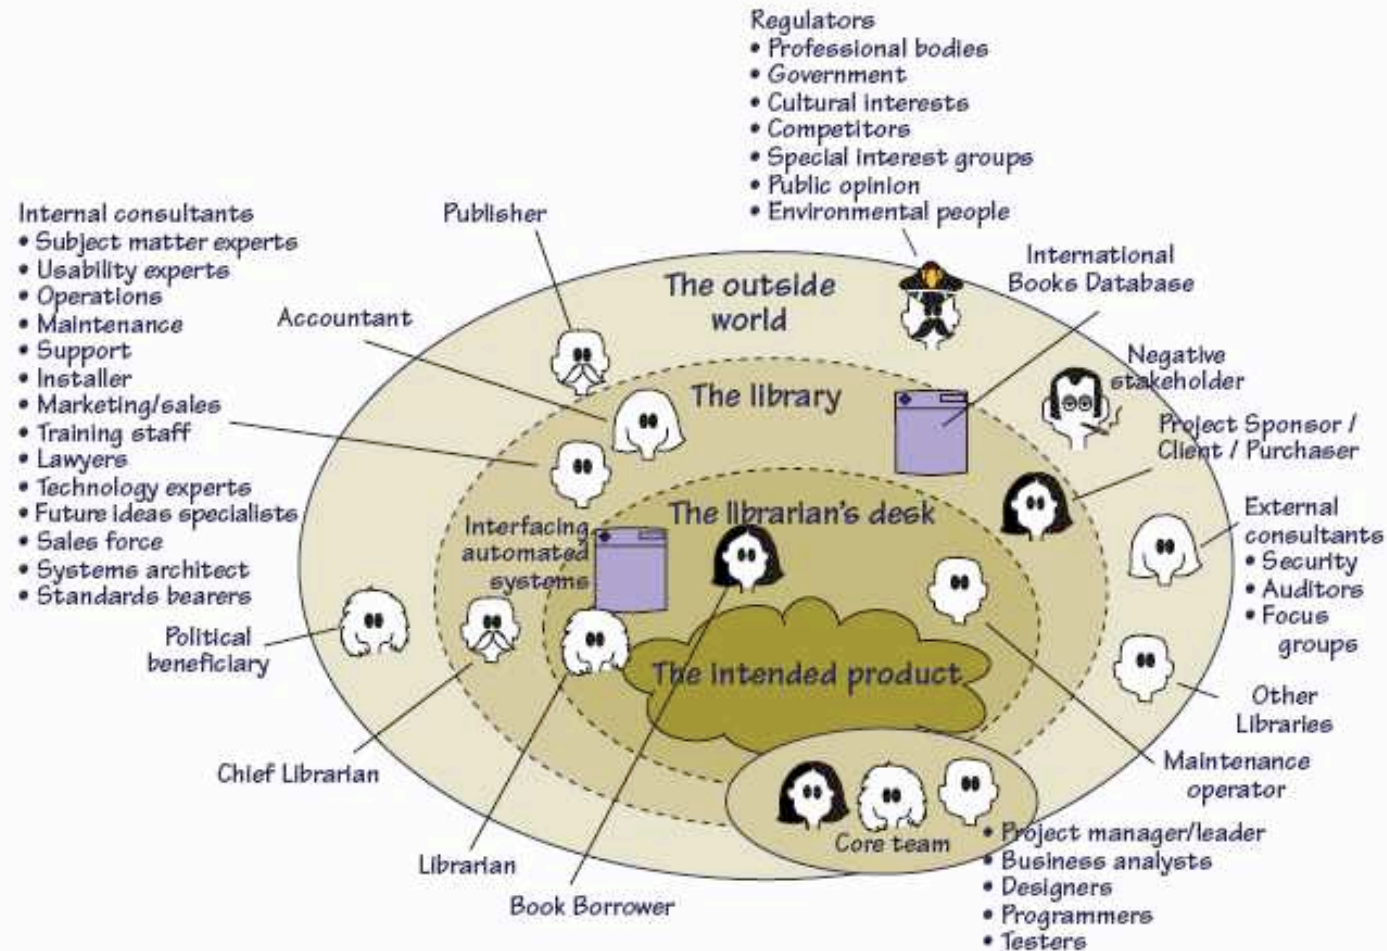 Regulators
• Professional bodies
• Government
• Cultural interests
• Competitors
• Special interest groups
• Public opinion
• Environmental people
Internal consultants
• Subject matter experts
• Usability experts
• Operations
• Maintenance
• Support
• Installer
• Marketing/sales
• Training staff
• Lawyers
• Technology experts
• Future ideas specialists
• Sales force
• Systems architect
• Standards bearers
Publisher
Accountant
International
Books Database
The outside
world
Negative
stakeholder
The library
Project Sponsor /
Client / Purchaser
The librarian's desk
Interfacing
automated
systems
External
consultants
• Security
• Auditors
• Focus
groups
Political
beneficiary
The intended product
Other
Libraries
Chief Librarian
Maintenance
operator
Librarian
Book Borrower
Core team
• Project manager/leader
• Business analysts
• Designers
• Programmers
• Testers